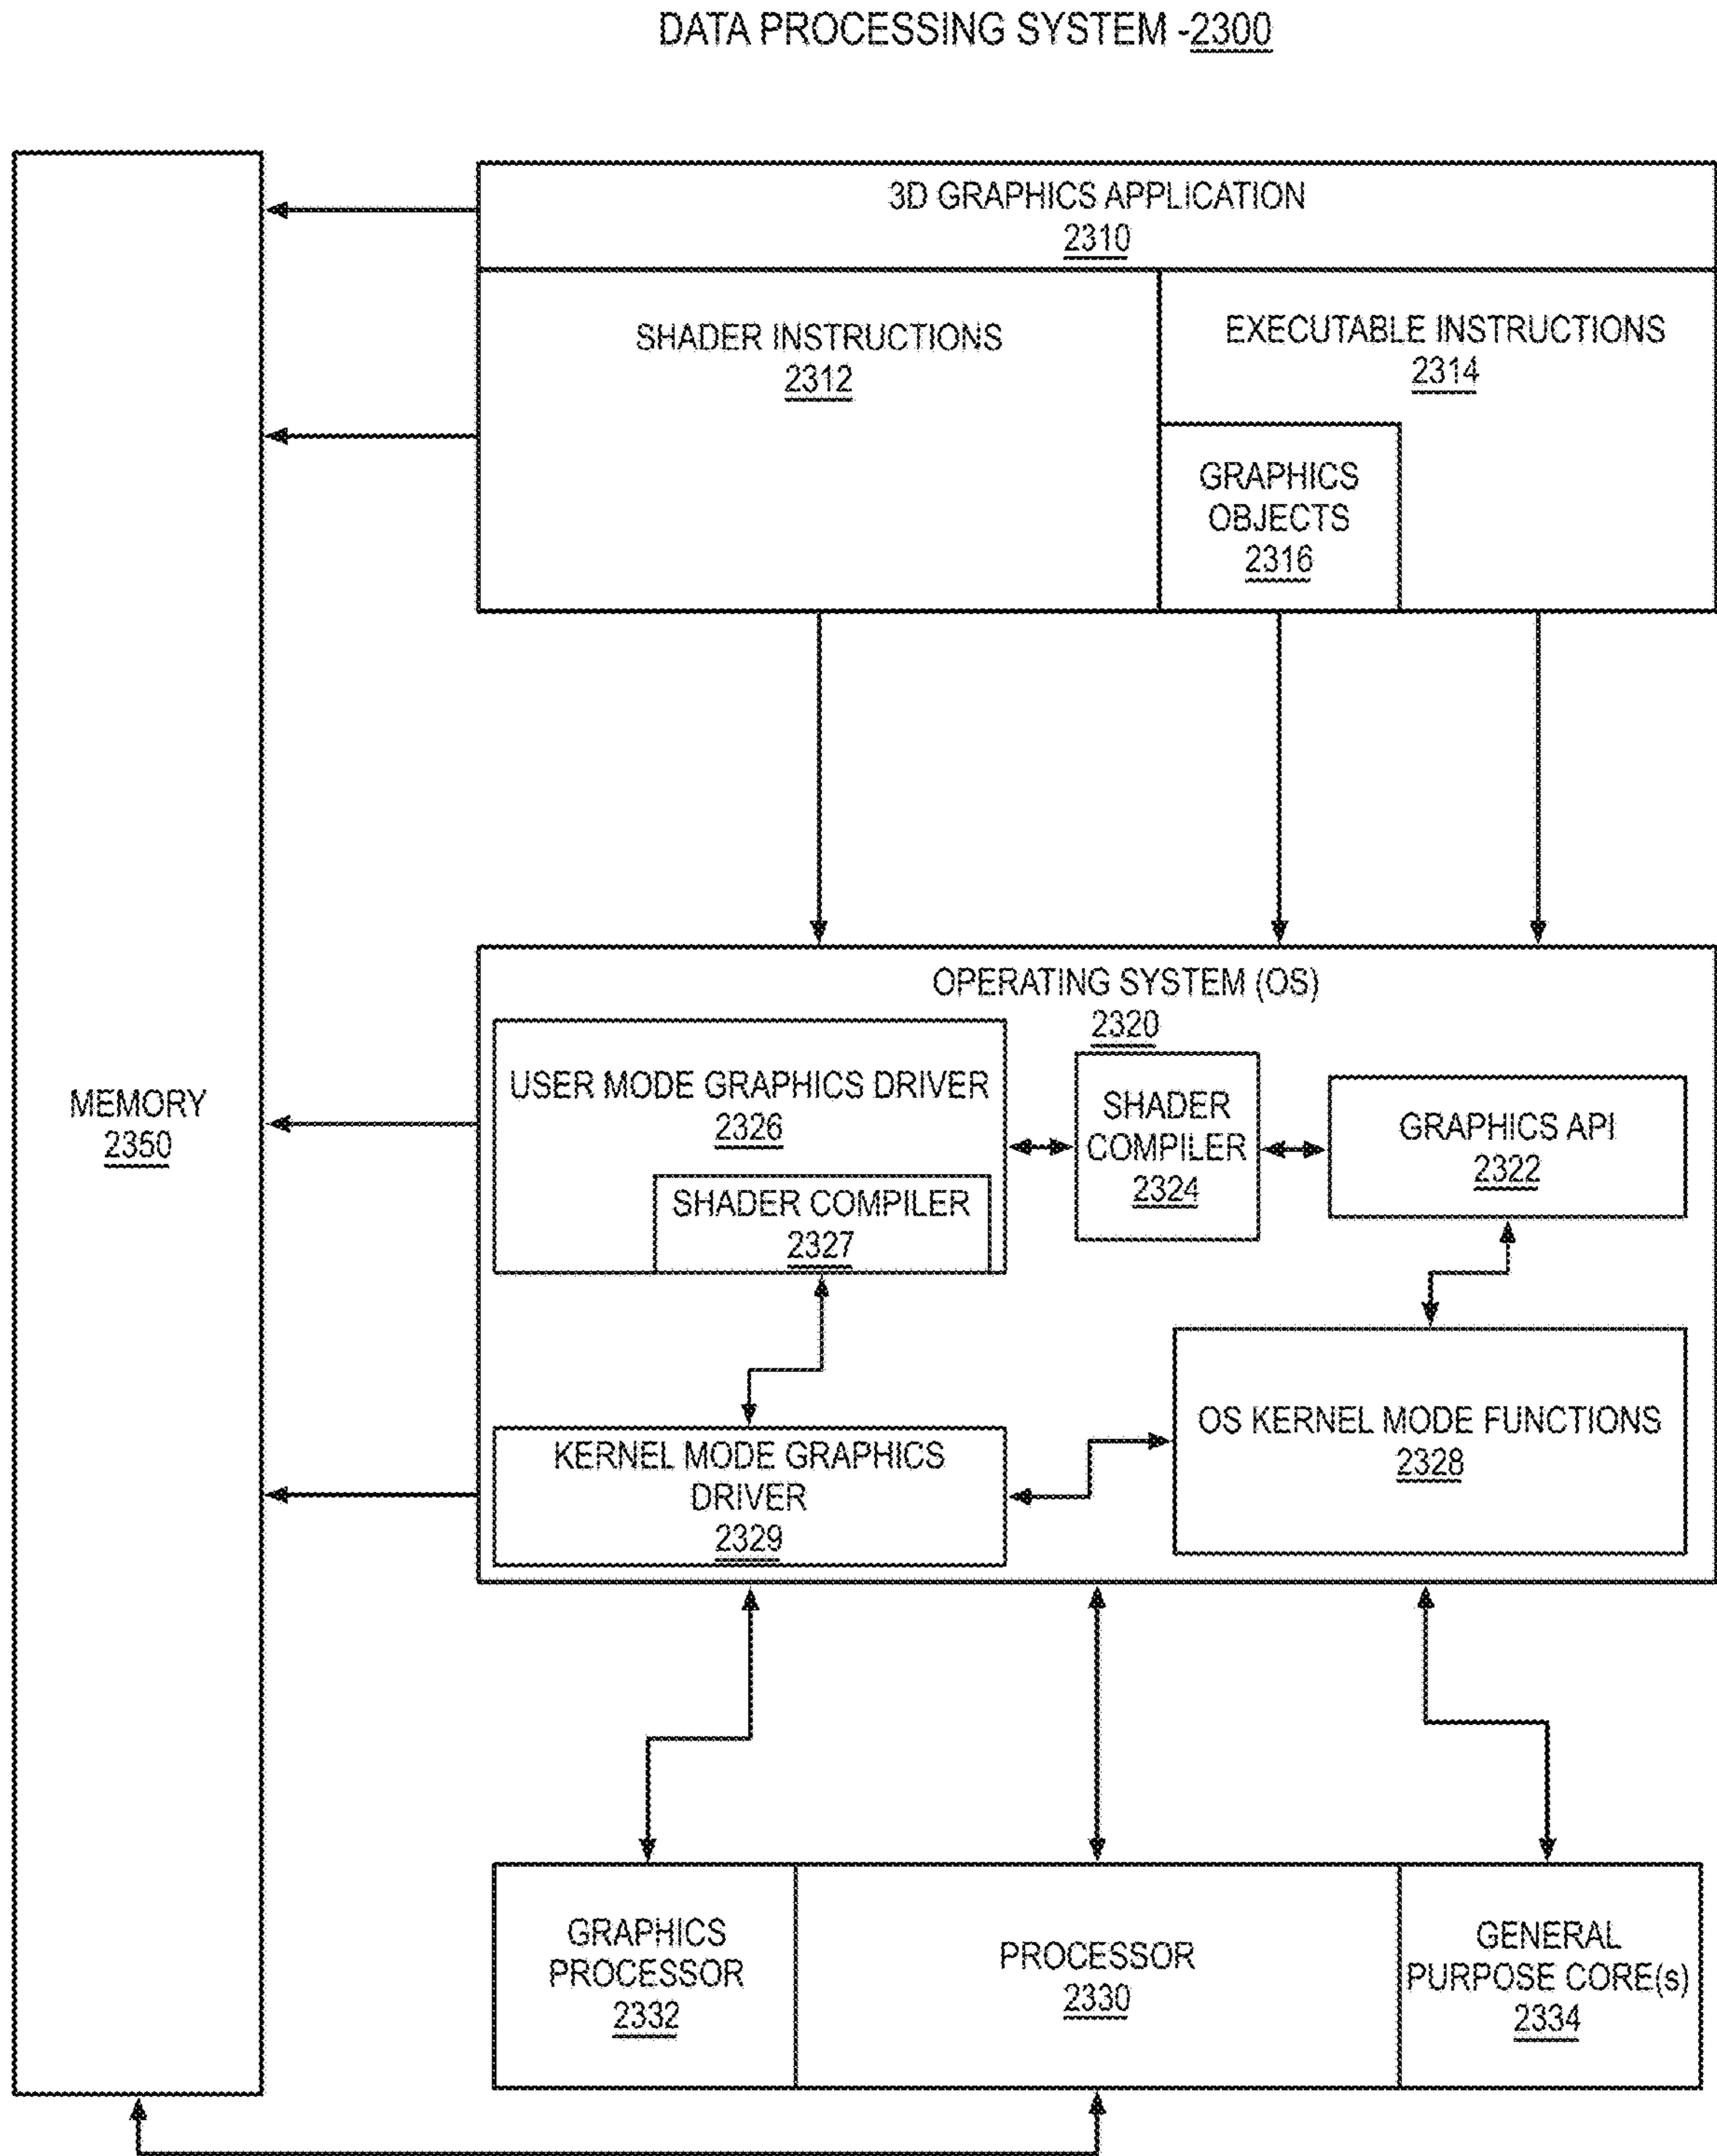 DATA PROCESSING SYSTEM -2300
3D GRAPHICS APPLICATION
2310
SHADER INSTRUCTIONS
2312
EXECUTABLE INSTRUCTIONS
2314
GRAPHICS
OBJECTS
2316
MEMORY
2350
OPERATING SYSTEM (OS)
2320
USER MODE GRAPHICS DRIVER
2326
SHADER COMPILER
2327
SHADER
COMPILER
2324
GRAPHICS API
2322
KERNEL MODE GRAPHICS
DRIVER
2329
OS KERNEL MODE FUNCTIONS
2328
GRAPHICS
PROCESSOR
2332
PROCESSOR
2330
GENERAL
PURPOSE CORE(s)
2334